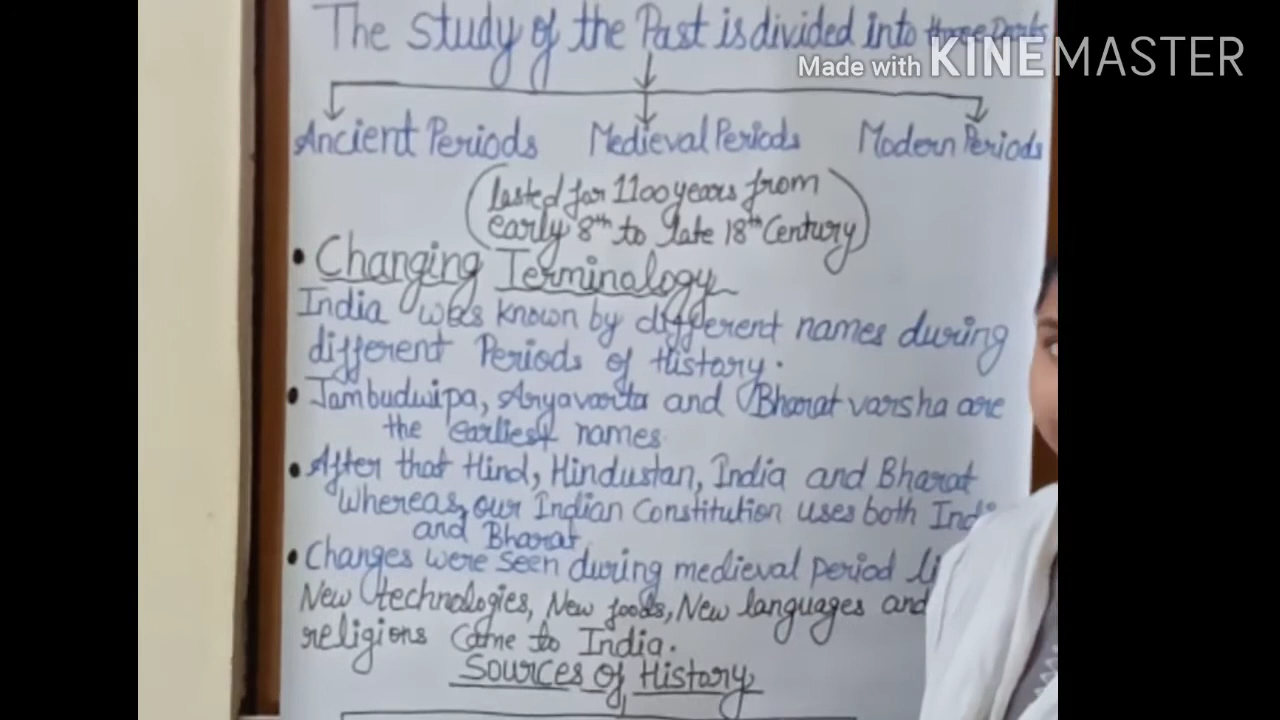 The Study of the Past is divided into three Parts
Made with KINEMASTER
Ancient Periods Medieval Periods Modern Periods
(lasted for 1100 years from
early 8th to late 18th Century)
• Changing Terminology
India was known by different names during
different Periods of History.
• Jambudwipa, Aryavarta and Bharat varsha are
the earliest names
• After that Hind, Hindustan, India and Bharat
whereas, our Indian Constitution uses both Indi
and Bharat
• Changes were seen during medieval period li
New technologies, New foods, New languages and
religions came to India.
Sources of History